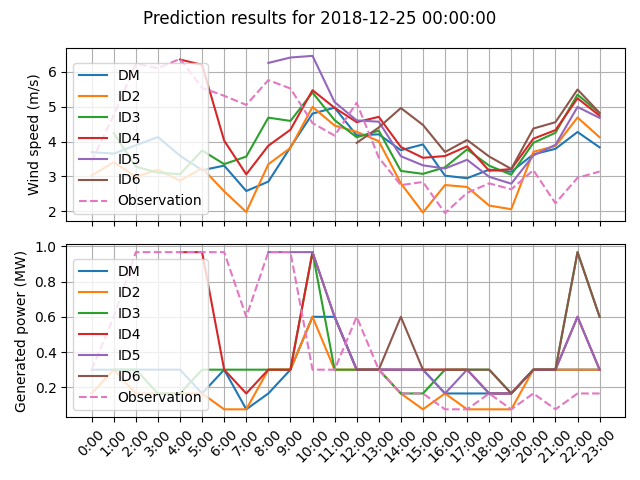 Prediction results for 2018-12-25 00:00:00
Wind speed (m/s)
6
5
4
3
2
DM
ID2
ID3
ID4
ID5
ID6
Observation
Generated power (MW)
1.0
0.8
0.6
0.4
0.2
DM
ID2
ID3
ID4
ID5
ID6
Observation
0:00 1:00 2:00 3:00 4:00 5:00 6:00 7:00 8:00 9:00 10:00 11:00 12:00 13:00 14:00 15:00 16:00 17:00 18:00 19:00 20:00 21:00 22:00 23:00